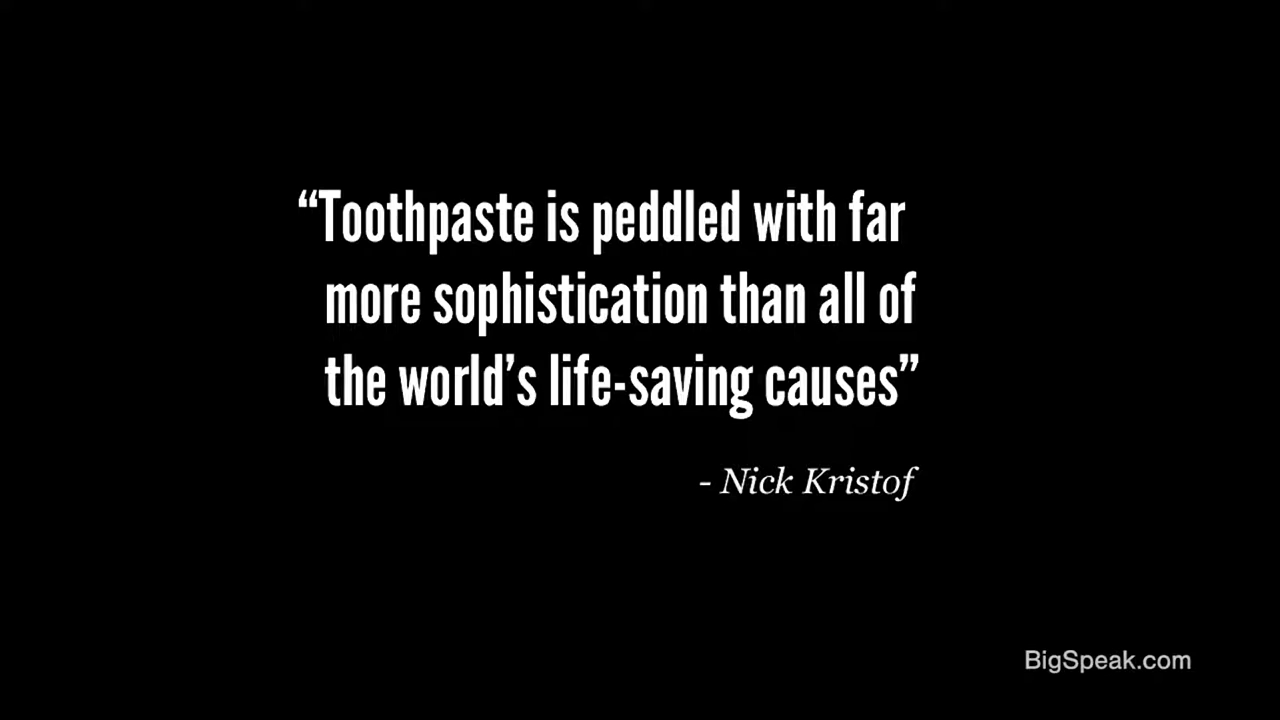 “Toothpaste is peddled with far
more sophistication than all of
the world’s life-saving causes”
- Nick Kristof
BigSpeak.com